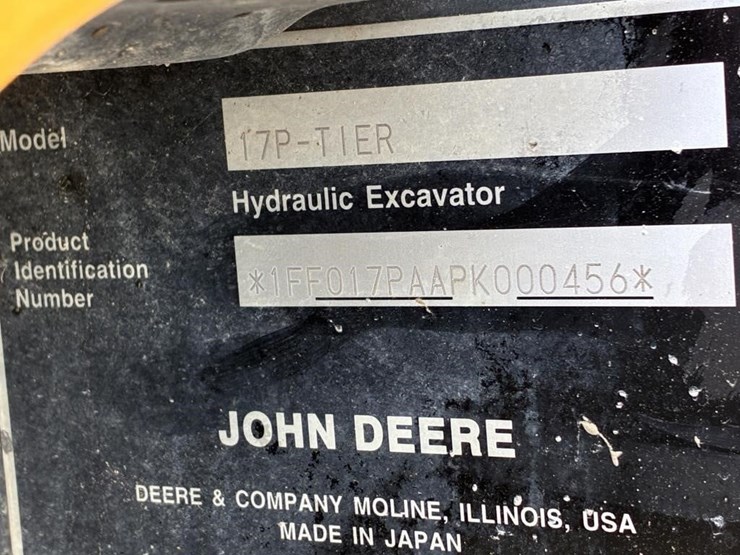 Model
17P-TIER
Hydraulic Excavator
Product
Identification
Number
*1FF017PAAPK000456*
JOHN DEERE
DEERE & COMPANY MOLINE, ILLINOIS, USA
MADE IN JAPAN